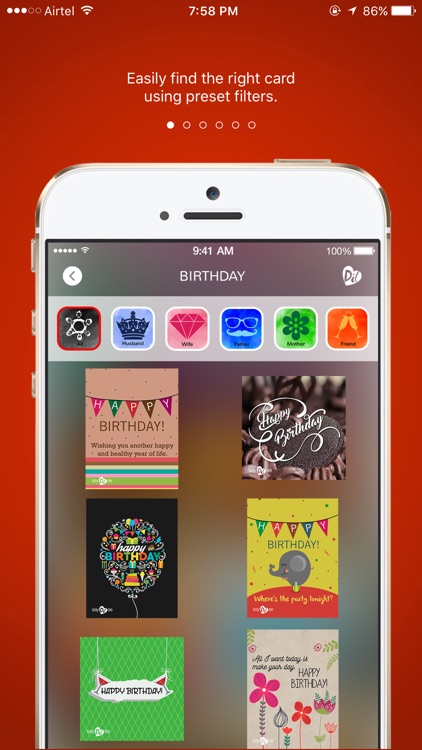 Airtel 7:58 PM 86%
Easily find the right card
using preset filters.
9:41 AM 100%
BIRTHDAY
All Husband Wife Father Mother Friend
HAPPY
BIRTHDAY!
Wishing you another happy
and healthy year of life.
Happy
Birthday
happy
BIRTHDAY
HAPPY
BIRTHDAY!
Where's the party tonight?
HAPPY BIRTHDAY!
All I want today is
make your day...
HAPPY
BIRTHDAY!